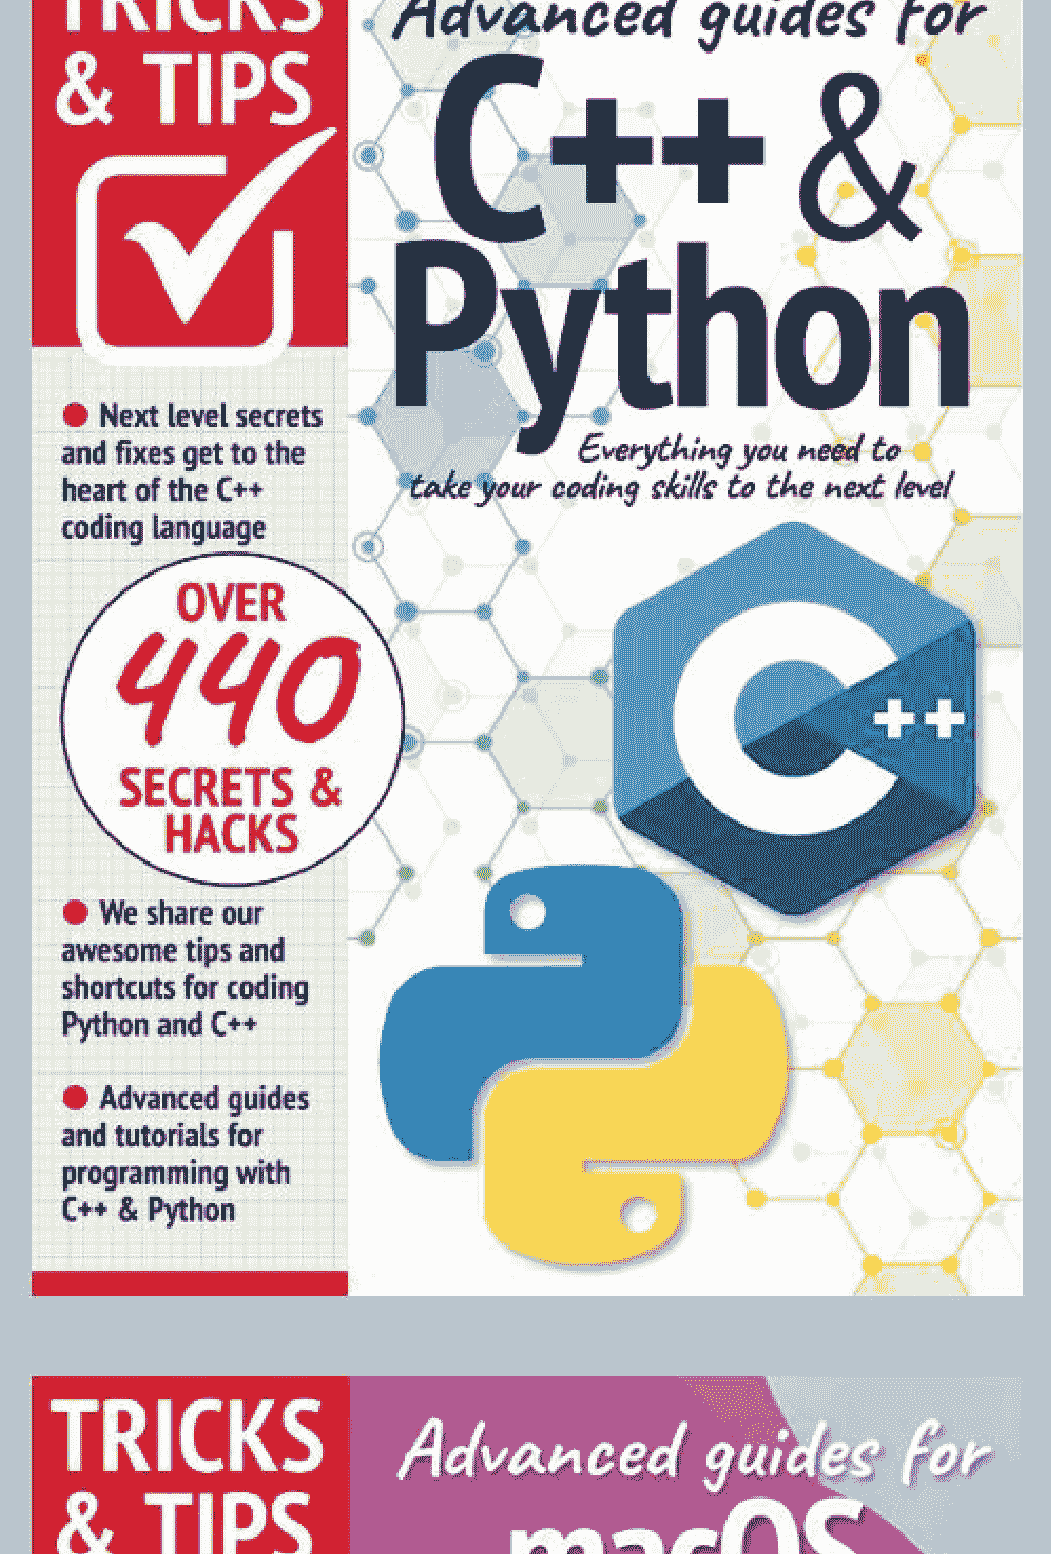 TRICKS
& TIPS
Advanced guides for
C++ &
Python
Everything you need to
take your coding skills to the next level
● Next level secrets
and fixes get to the
heart of the C++
coding language
OVER
440
SECRETS &
HACKS
● We share our
awesome tips and
shortcuts for coding
Python and C++
● Advanced guides
and tutorials for
programming with
C++ & Python
C++
TRICKS
& TIPS
Advanced guides for
macOS